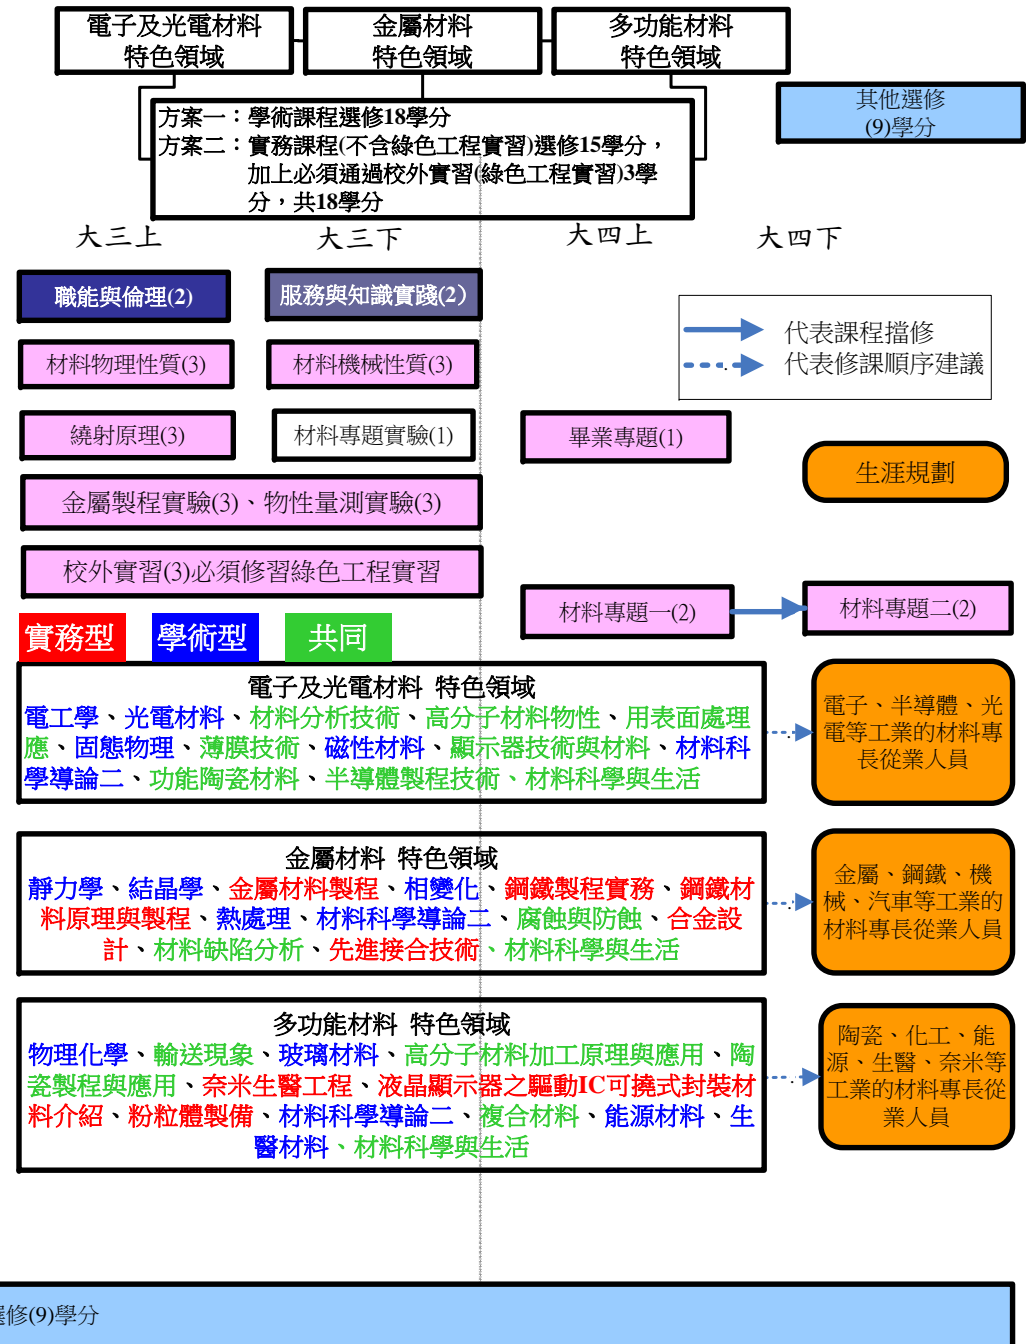 電子及光電材料
特色領域
金屬材料
特色領域
多功能材料
特色領域
其他選修
(9)學分
方案一：學術課程選修18學分
方案二：實務課程(不含綠色工程實習)選修15學分，
加上必須通過校外實習(綠色工程實習)3學
分，共18學分
大三上
大三下
大四上
大四下
職能與倫理(2)
服務與知識實踐(2)
代表課程擋修
代表修課順序建議
材料物理性質(3)
材料機械性質(3)
繞射原理(3)
材料專題實驗(1)
畢業專題(1)
生涯規劃
金屬製程實驗(3)、物性量測實驗(3)
校外實習(3)必須修習綠色工程實習
材料專題一(2)
材料專題二(2)
實務型
學術型
共同
電子及光電材料 特色領域
電工學、光電材料、材料分析技術、高分子材料物性、用表面處理
應、固態物理、薄膜技術、磁性材料、顯示器技術與材料、材料科
學導論二、功能陶瓷材料、半導體製程技術、材料科學與生活
電子、半導體、光
電等工業的材料專
長從業人員
金屬材料 特色領域
靜力學、結晶學、金屬材料製程、相變化、鋼鐵製程實務、鋼鐵材
料原理與製程、熱處理、材料科學導論二、腐蝕與防蝕、合金設
計、材料缺陷分析、先進接合技術、材料科學與生活
金屬、鋼鐵、機
械、汽車等工業的
材料專長從業人員
多功能材料 特色領域
物理化學、輸送現象、玻璃材料、高分子材料加工原理與應用、陶
瓷製程與應用、奈米生醫工程、液晶顯示器之驅動IC可撓式封裝材
料介紹、粉粒體製備、材料科學導論二、複合材料、能源材料、生
醫材料、材料科學與生活
陶瓷、化工、能
源、生醫、奈米等
工業的材料專長從
業人員
選修(9)學分